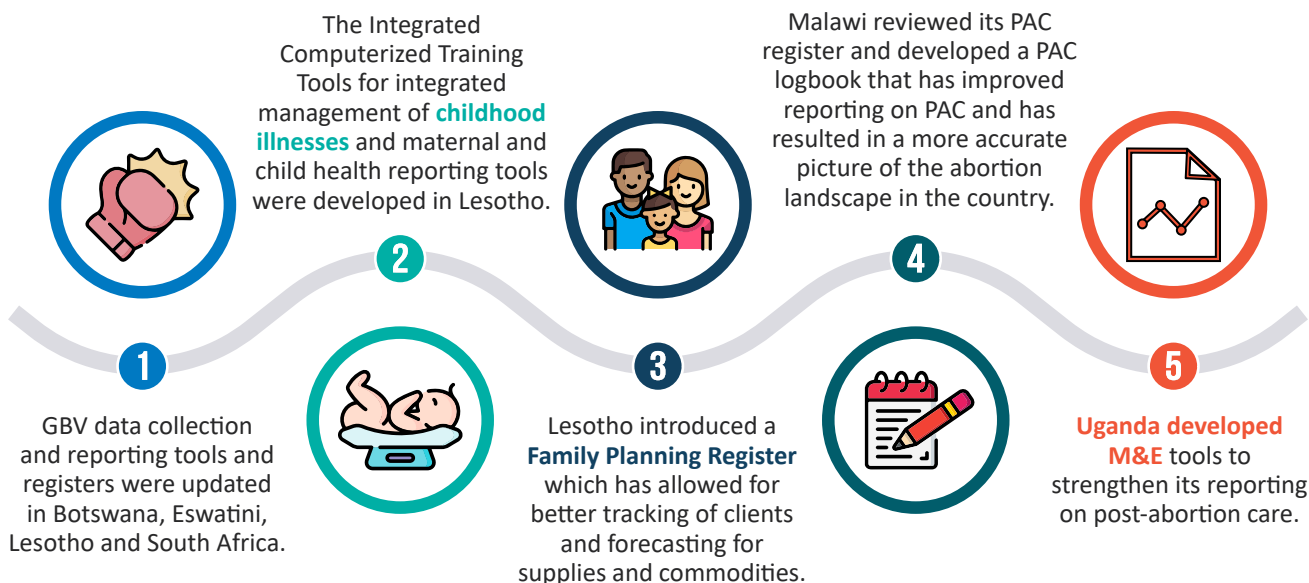 1
GBV data collection
and reporting tools and
registers were updated
in Botswana, Eswatini,
Lesotho and South Africa.
The Integrated
Computerized Training
Tools for integrated
management of childhood
illnesses and maternal and
child health reporting tools
were developed in Lesotho.
2
3
Lesotho introduced a
Family Planning Register
which has allowed for
better tracking of clients
and forecasting for
supplies and commodities.
Malawi reviewed its PAC
register and developed a PAC
logbook that has improved
reporting on PAC and has
resulted in a more accurate
picture of the abortion
landscape in the country.
4
5
Uganda developed
M&E tools to
strengthen its reporting
on post-abortion care.